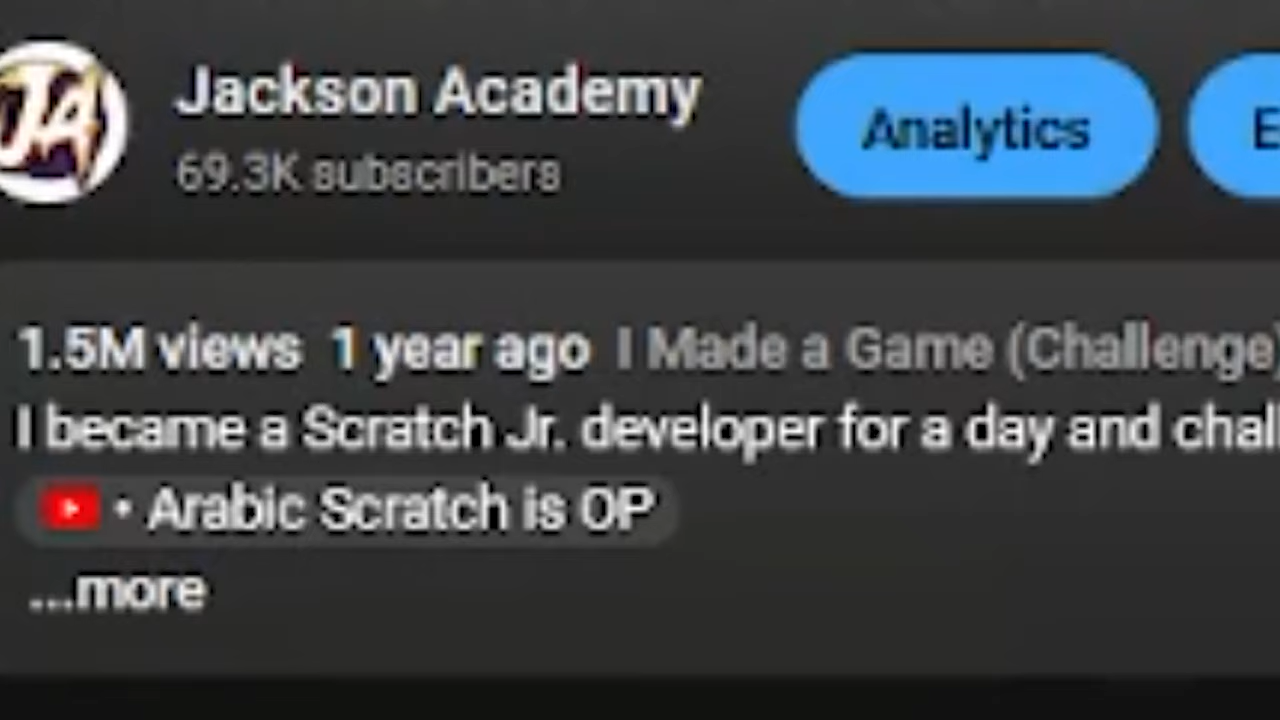 JA
Jackson Academy
69.3K subscribers
Analytics
1.5M views 1 year ago I Made a Game (Challenge)
I became a Scratch Jr. developer for a day and
• Arabic Scratch is OP
...more